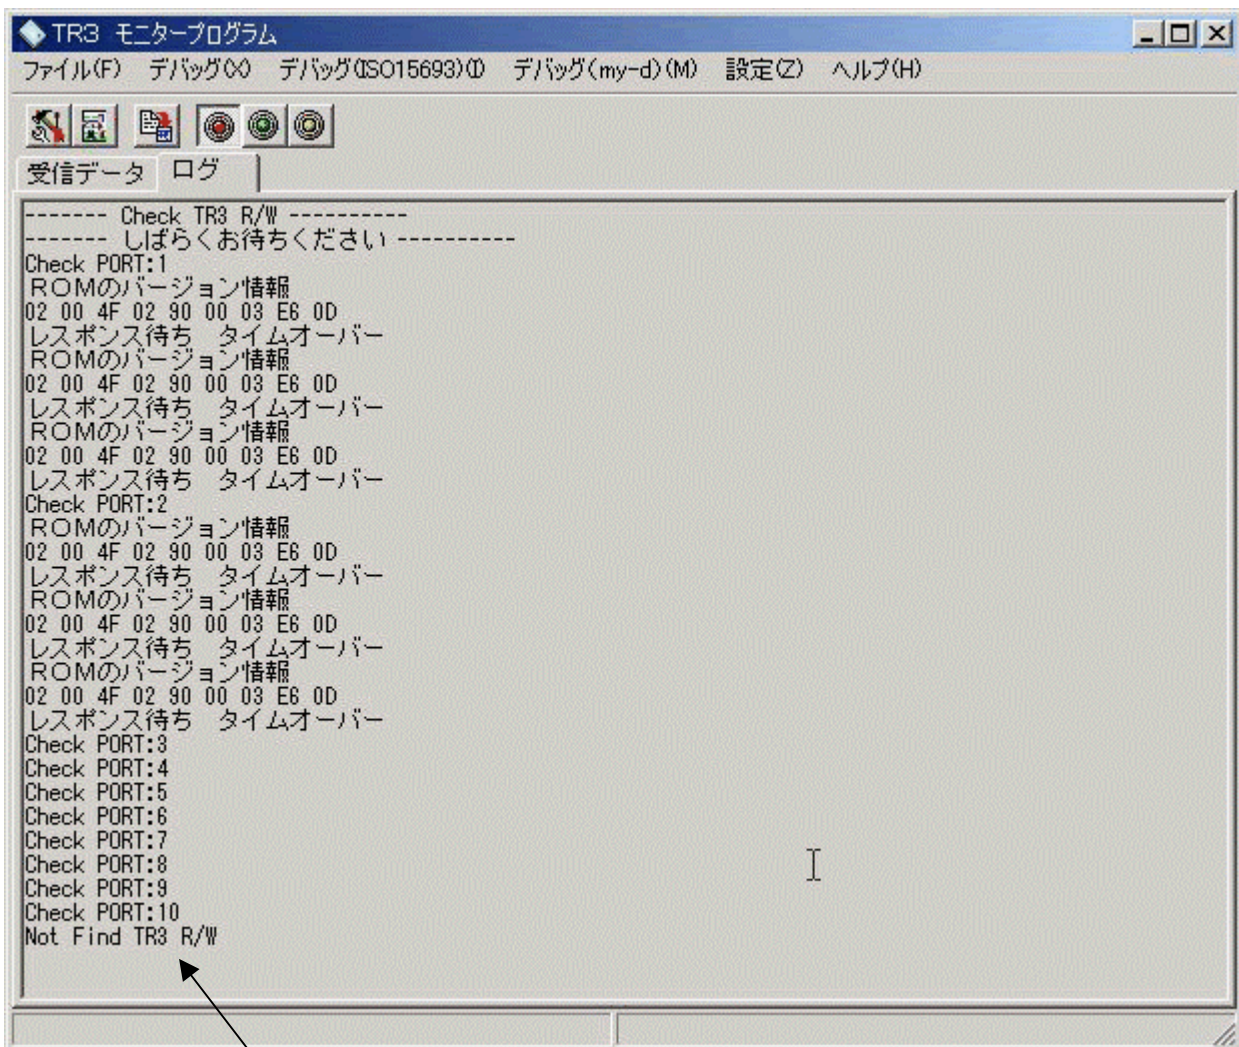 TR3 モニタープログラム
ファイル(F) デバッグ(X) デバッグ(ISO15693)(I) デバッグ(my-d)(M) 設定(Z) ヘルプ(H)
受信データ ログ
------- Check TR3 R/W ----------
------- しばらくお待ちください ----------
Check PORT:1
ROMのバージョン情報
02 00 4F 02 90 00 03 E6 0D
レスポンス待ち タイムオーバー
ROMのバージョン情報
02 00 4F 02 90 00 03 E6 0D
レスポンス待ち タイムオーバー
ROMのバージョン情報
02 00 4F 02 90 00 03 E6 0D
レスポンス待ち タイムオーバー
Check PORT:2
ROMのバージョン情報
02 00 4F 02 90 00 03 E6 0D
レスポンス待ち タイムオーバー
ROMのバージョン情報
02 00 4F 02 90 00 03 E6 0D
レスポンス待ち タイムオーバー
ROMのバージョン情報
02 00 4F 02 90 00 03 E6 0D
レスポンス待ち タイムオーバー
Check PORT:3
Check PORT:4
Check PORT:5
Check PORT:6
Check PORT:7
Check PORT:8
Check PORT:9
Check PORT:10
Not Find TR3 R/W